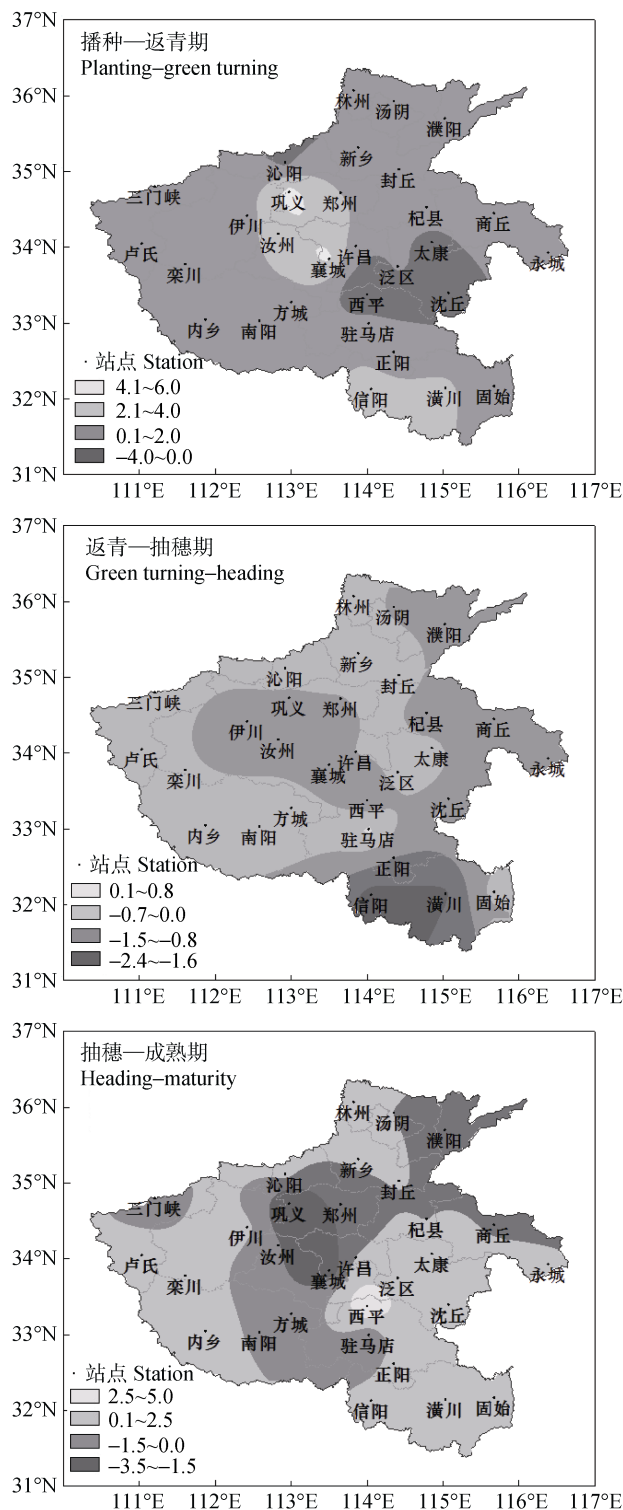 37°N
播种—返青期
Planting–green turning
36°N
林州
汤阴
濮阳
35°N
新乡
沁阳
封丘
三门峡
巩义
郑州
杞县
商丘
34°N
伊川
汝州
卢氏
栾川
许昌
襄城
太康
泛区
永城
33°N
内乡
南阳
方城
西平
沈丘
驻马店
正阳
· 站点 Station
32°N
4.1~6.0
2.1~4.0
0.1~2.0
−4.0~0.0
信阳
潢川
固始
31°N
111°E 112°E 113°E 114°E 115°E 116°E 117°E
37°N
返青—抽穗期
Green turning–heading
36°N
林州
汤阴
濮阳
35°N
新乡
沁阳
封丘
三门峡
巩义
郑州
杞县
商丘
34°N
伊川
汝州
卢氏
栾川
许昌
襄城
太康
泛区
永城
33°N
内乡
南阳
方城
西平
沈丘
驻马店
正阳
· 站点 Station
32°N
0.1~0.8
−0.7~0.0
−1.5~−0.8
−2.4~−1.6
信阳
潢川
固始
31°N
111°E 112°E 113°E 114°E 115°E 116°E 117°E
37°N
抽穗—成熟期
Heading–maturity
36°N
林州
汤阴
濮阳
35°N
新乡
沁阳
封丘
三门峡
巩义
郑州
杞县
商丘
34°N
伊川
汝州
卢氏
栾川
许昌
襄城
太康
泛区
永城
33°N
内乡
南阳
方城
西平
沈丘
驻马店
正阳
· 站点 Station
32°N
2.5~5.0
0.1~2.5
−1.5~0.0
−3.5~−1.5
信阳
潢川
固始
31°N
111°E 112°E 113°E 114°E 115°E 116°E 117°E